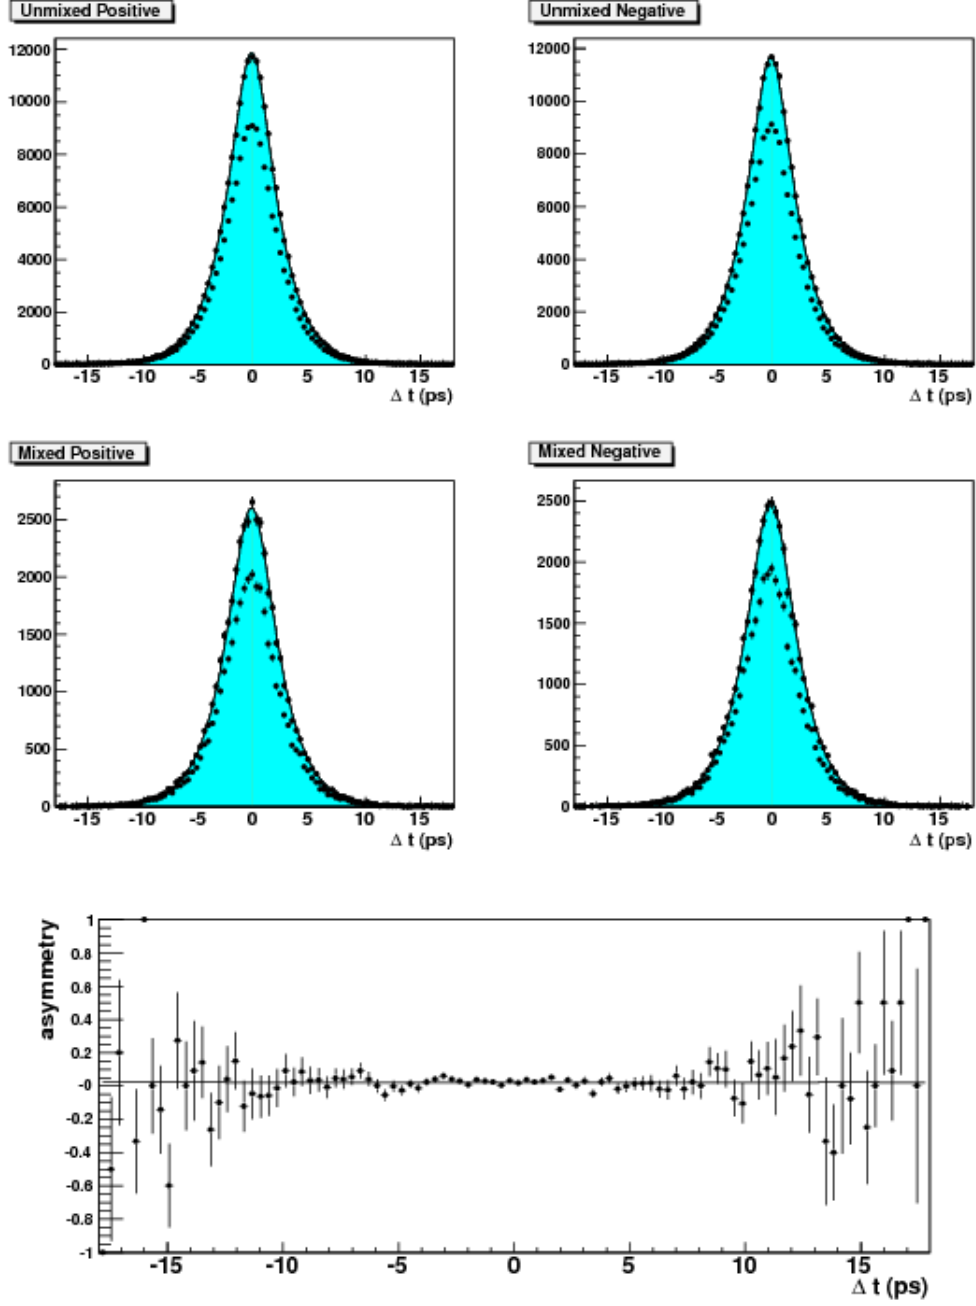 Unmixed Positive
Unmixed Negative
12000
10000
8000
6000
4000
2000
0
-15 -10 -5 0 5 10 15
Δ t (ps)
12000
10000
8000
6000
4000
2000
0
-15 -10 -5 0 5 10 15
Δ t (ps)
Mixed Positive
Mixed Negative
2500
2000
1500
1000
500
0
-15 -10 -5 0 5 10 15
Δ t (ps)
2500
2000
1500
1000
500
0
-15 -10 -5 0 5 10 15
Δ t (ps)
asymmetry
1
0.8
0.6
0.4
0.2
-0
-0.2
-0.4
-0.6
-0.8
-1
-15 -10 -5 0 5 10 15
Δ t (ps)